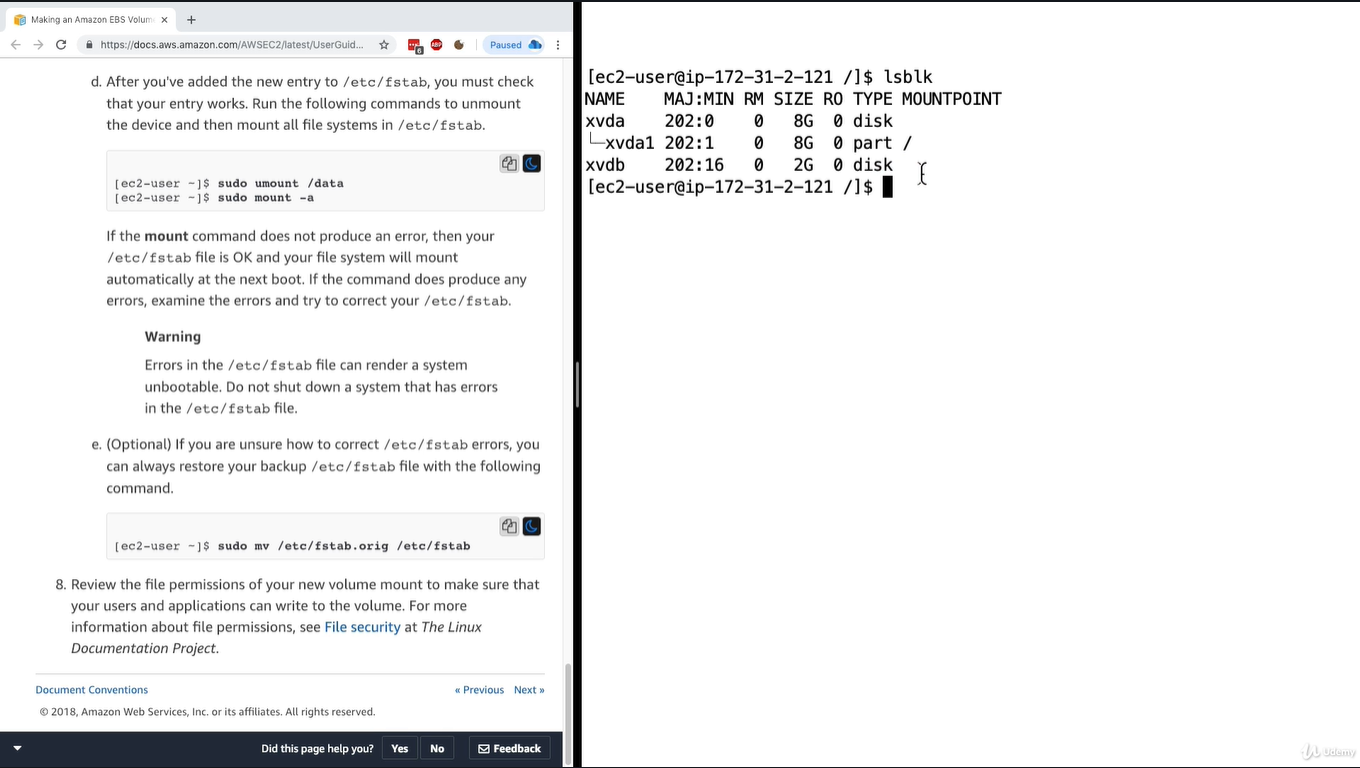 Making an Amazon EBS Volum
https://docs.aws.amazon.com/AWSEC2/latest/UserGuid...
6
ABP
Paused
d. After you've added the new entry to /etc/fstab, you must check
that your entry works. Run the following commands to unmount
the device and then mount all file systems in /etc/fstab.
[ec2-user ~]$ sudo umount /data
[ec2-user ~]$ sudo mount -a
If the mount command does not produce an error, then your
/etc/fstab file is OK and your file system will mount
automatically at the next boot. If the command does produce any
errors, examine the errors and try to correct your /etc/fstab.
Warning
Errors in the /etc/fstab file can render a system
unbootable. Do not shut down a system that has errors
in the /etc/fstab file.
e. (Optional) If you are unsure how to correct /etc/fstab errors, you
can always restore your backup /etc/fstab file with the following
command.
[ec2-user ~]$ sudo mv /etc/fstab.orig /etc/fstab
8. Review the file permissions of your new volume mount to make sure that
your users and applications can write to the volume. For more
information about file permissions, see File security at The Linux
Documentation Project.
Document Conventions
« Previous Next »
© 2018, Amazon Web Services, Inc. or its affiliates. All rights reserved.
Did this page help you? Yes No Feedback
[ec2-user@ip-172-31-2-121 /]$ lsblk
NAME MAJ:MIN RM SIZE RO TYPE MOUNTPOINT
xvda 202:0 0 8G 0 disk
└─xvda1 202:1 0 8G 0 part /
xvdb 202:16 0 2G 0 disk
[ec2-user@ip-172-31-2-121 /]$
Udemy